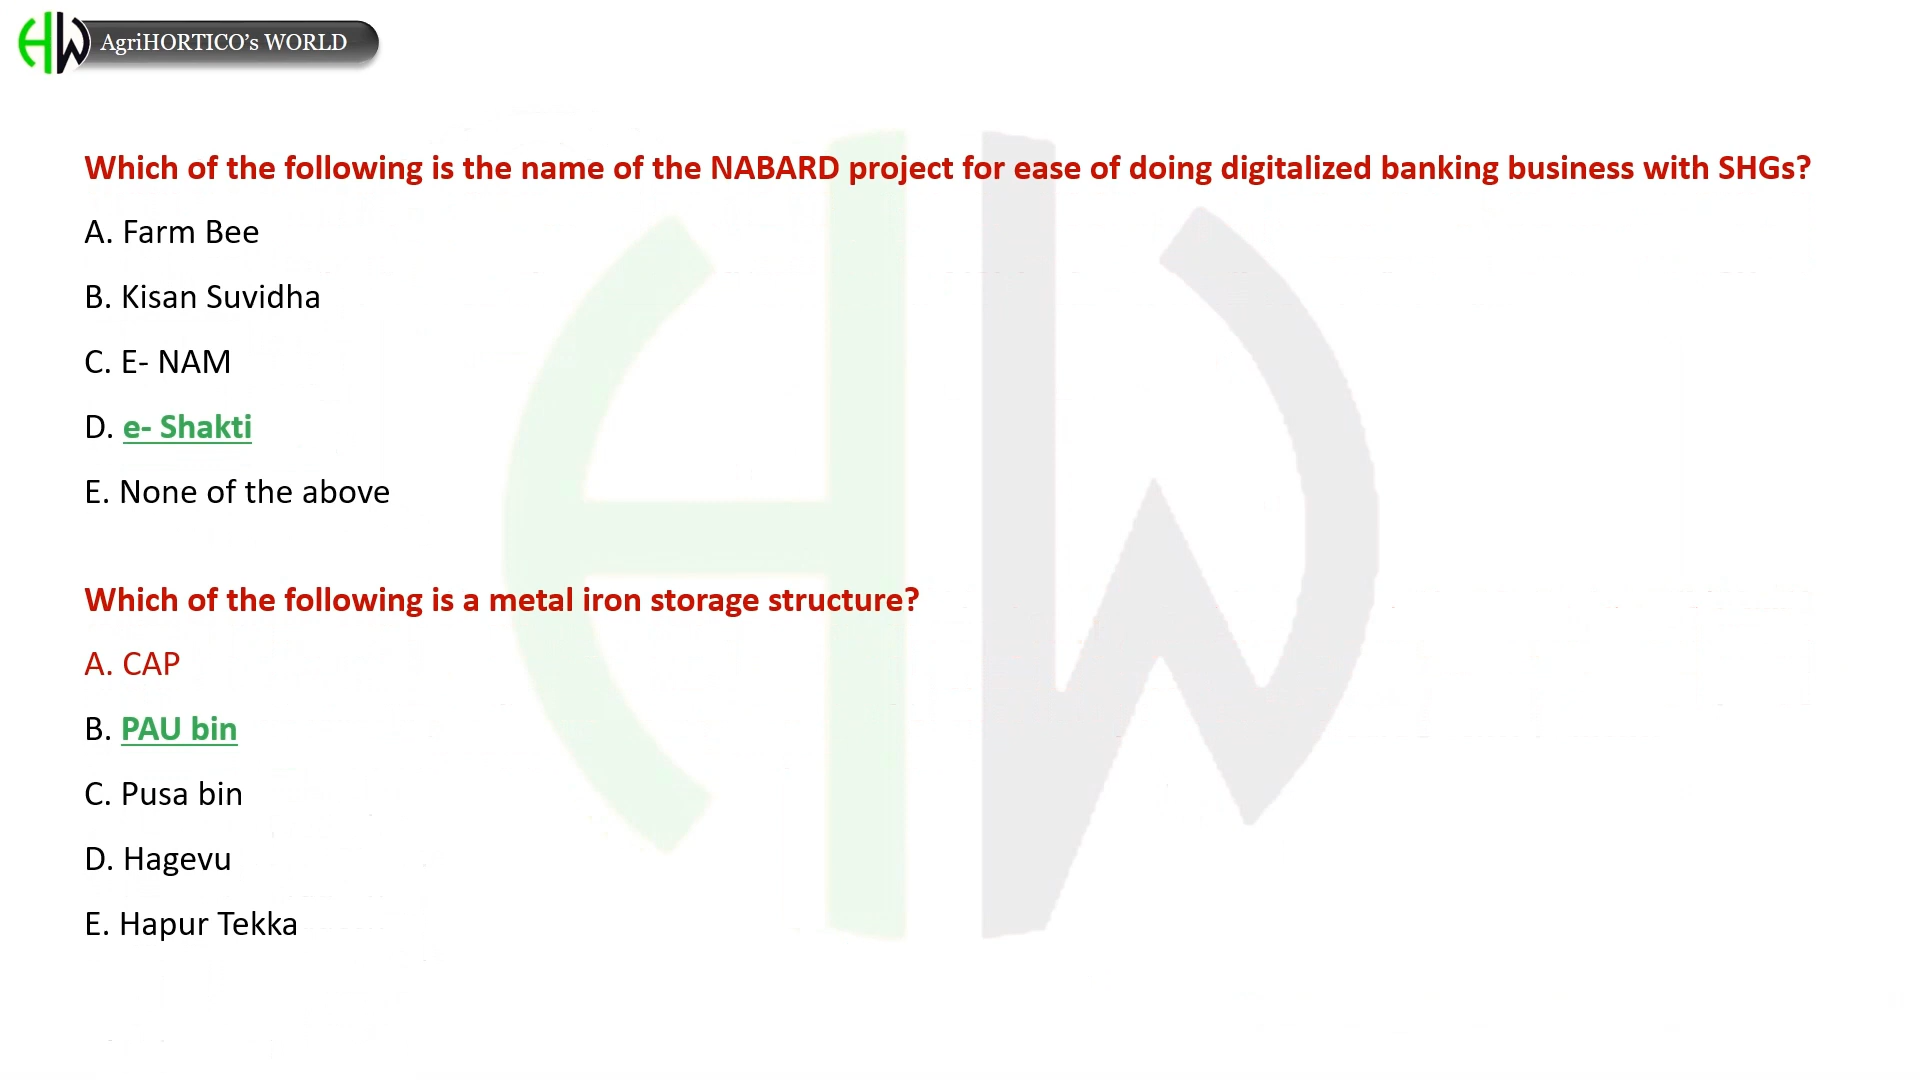 HW AgriHORTICO's WORLD
Which of the following is the name of the NABARD project for ease of doing digitalized banking business with SHGs?
A. Farm Bee
B. Kisan Suvidha
C. E- NAM
D. e- Shakti
E. None of the above
Which of the following is a metal iron storage structure?
A. CAP
B. PAU bin
C. Pusa bin
D. Hagevu
E. Hapur Tekka